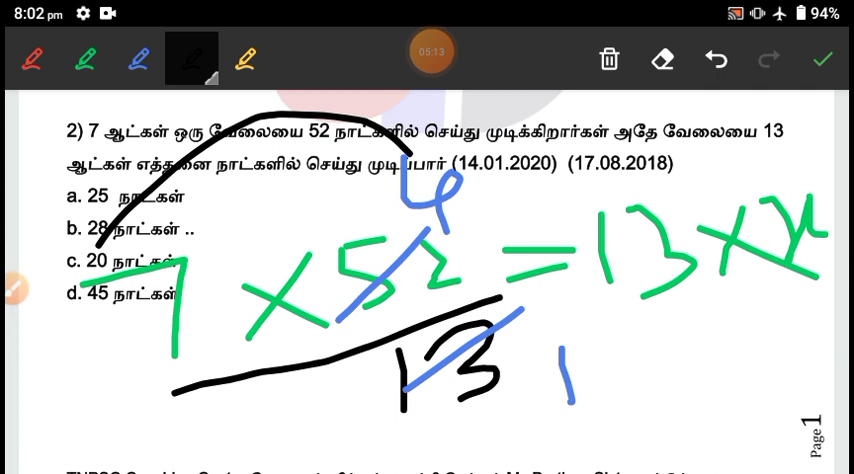 8:02 pm 94%
05:13
2) 7 ஆட்கள் ஒரு வேலையை 52 நாட்களில் செய்து முடிக்கிறார்கள் அதே வேலையை 13
ஆட்கள் எத்தனை நாட்களில் செய்து முடிப்பார் (14.01.2020) (17.08.2018)
a. 25 நாட்கள்
b. 28 நாட்கள் ..
c. 20 நாட்கள்
d. 45 நாட்கள்
4
7 × 52 = 13 × x
13 1
Page 1